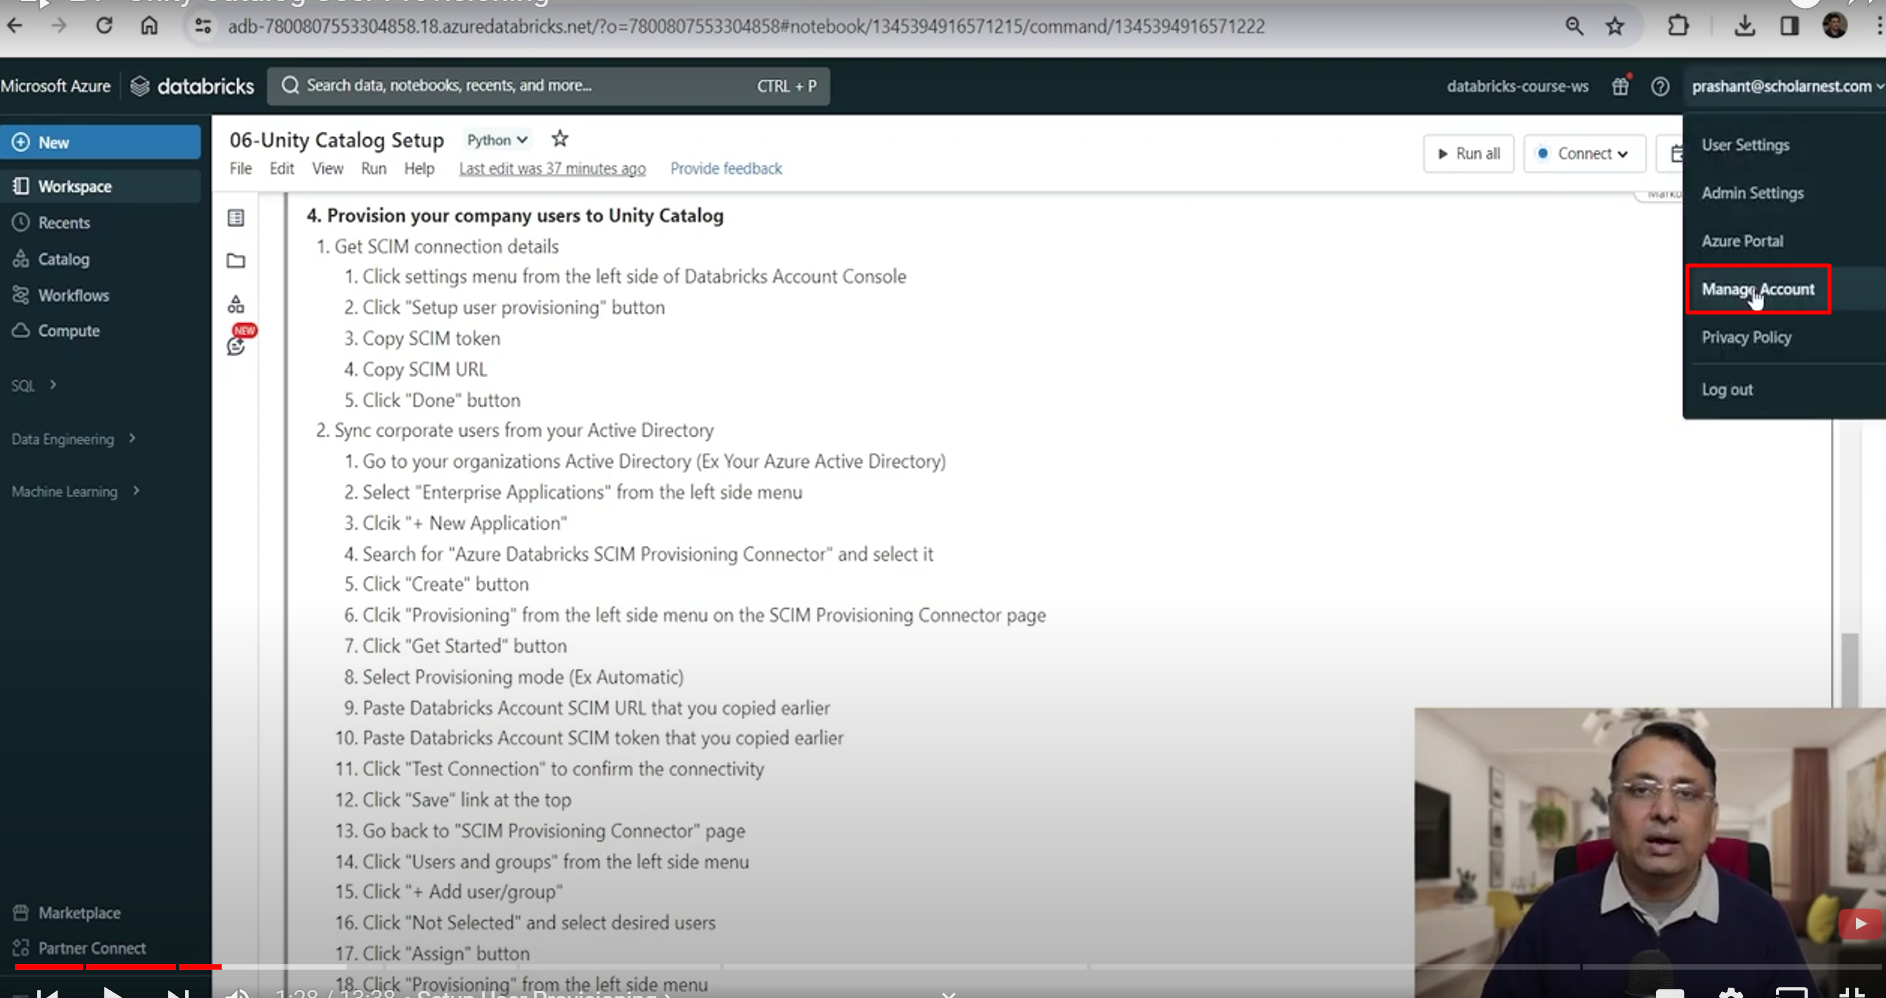 Unity Catalog User Provisioning
adb-7800807553304858.18.azuredatabricks.net/?o=7800807553304858#notebook/1345394916571215/command/1345394916571222
Microsoft Azure
databricks
Search data, notebooks, recents, and more...
CTRL + P
databricks-course-ws
prashant@scholarnest.com
New
Workspace
Recents
Catalog
Workflows
Compute
SQL
Data Engineering
Machine Learning
Marketplace
Partner Connect
06-Unity Catalog Setup
Python
File Edit View Run Help Last edit was 37 minutes ago Provide feedback
Run all
Connect
User Settings
Admin Settings
Azure Portal
Manage Account
Privacy Policy
Log out
NEW
4. Provision your company users to Unity Catalog
1. Get SCIM connection details
1. Click settings menu from the left side of Databricks Account Console
2. Click "Setup user provisioning" button
3. Copy SCIM token
4. Copy SCIM URL
5. Click "Done" button
2. Sync corporate users from your Active Directory
1. Go to your organizations Active Directory (Ex Your Azure Active Directory)
2. Select "Enterprise Applications" from the left side menu
3. Clcik "+ New Application"
4. Search for "Azure Databricks SCIM Provisioning Connector" and select it
5. Click "Create" button
6. Clcik "Provisioning" from the left side menu on the SCIM Provisioning Connector page
7. Click "Get Started" button
8. Select Provisioning mode (Ex Automatic)
9. Paste Databricks Account SCIM URL that you copied earlier
10. Paste Databricks Account SCIM token that you copied earlier
11. Click "Test Connection" to confirm the connectivity
12. Click "Save" link at the top
13. Go back to "SCIM Provisioning Connector" page
14. Click "Users and groups" from the left side menu
15. Click "+ Add user/group"
16. Click "Not Selected" and select desired users
17. Click "Assign" button
18. Click "Provisioning" from the left side menu
1:28 / 13:38 • Setup User Provisioning